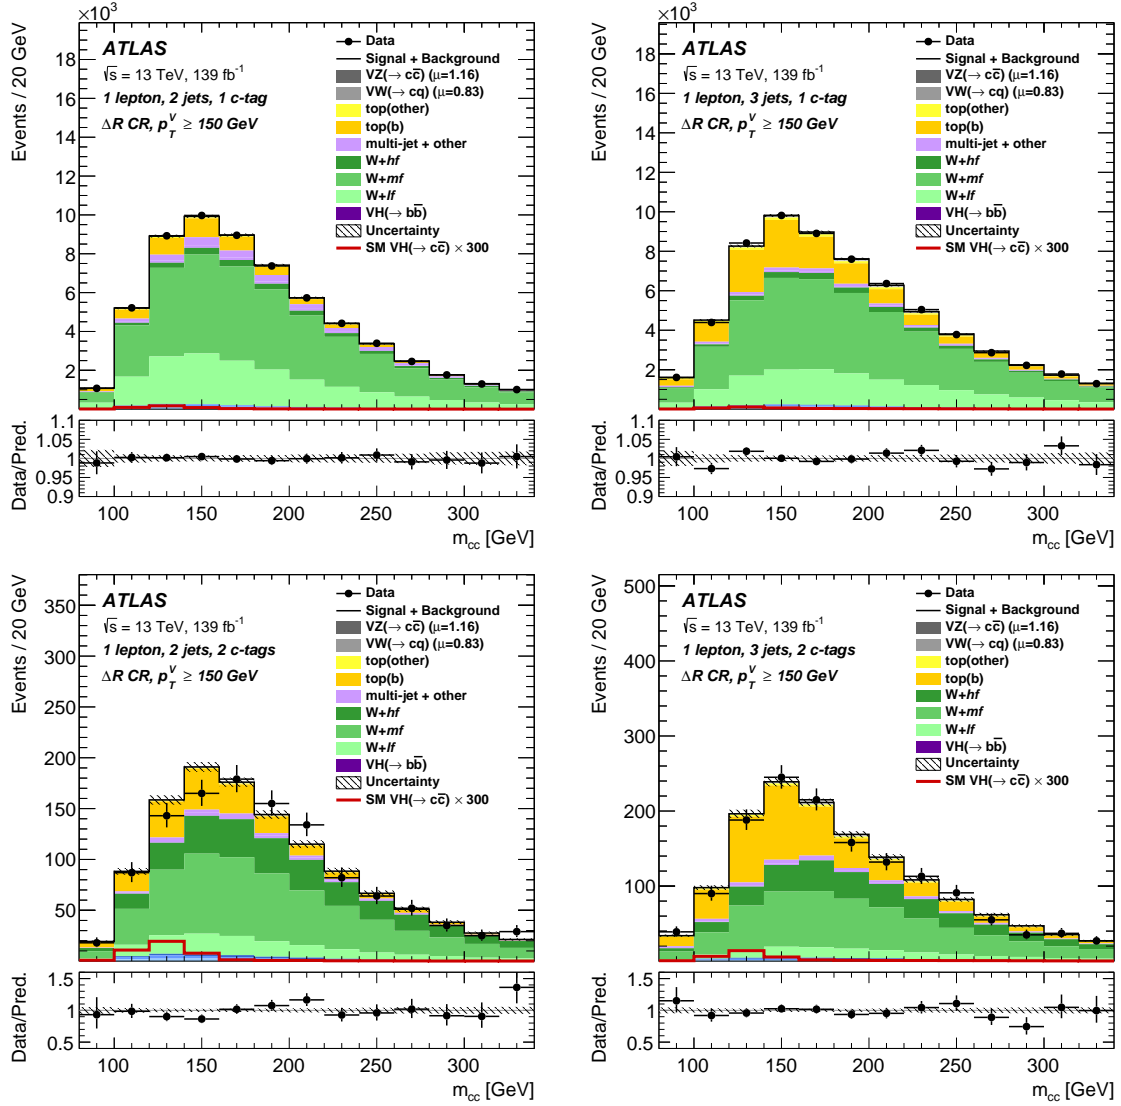 ×10³
Events / 20 GeV
18
16
14
12
10
8
6
4
2
ATLAS
√s = 13 TeV, 139 fb⁻¹
1 lepton, 2 jets, 1 c-tag
ΔR CR, p_T^V ≥ 150 GeV
Data
Signal + Background
VZ(→ cc̅) (μ=1.16)
VW(→ cq) (μ=0.83)
top(other)
top(b)
multi-jet + other
W+hf
W+mf
W+lf
VH(→ bb̅)
Uncertainty
SM VH(→ cc̅) × 300
Data/Pred.
1.1
1.05
1
0.95
0.9
100 150 200 250 300
m_cc [GeV]
×10³
Events / 20 GeV
18
16
14
12
10
8
6
4
2
ATLAS
√s = 13 TeV, 139 fb⁻¹
1 lepton, 3 jets, 1 c-tag
ΔR CR, p_T^V ≥ 150 GeV
Data
Signal + Background
VZ(→ cc̅) (μ=1.16)
VW(→ cq) (μ=0.83)
top(other)
top(b)
multi-jet + other
W+hf
W+mf
W+lf
VH(→ bb̅)
Uncertainty
SM VH(→ cc̅) × 300
Data/Pred.
1.1
1.05
1
0.95
0.9
100 150 200 250 300
m_cc [GeV]
Events / 20 GeV
350
300
250
200
150
100
50
ATLAS
√s = 13 TeV, 139 fb⁻¹
1 lepton, 2 jets, 2 c-tags
ΔR CR, p_T^V ≥ 150 GeV
Data
Signal + Background
VZ(→ cc̅) (μ=1.16)
VW(→ cq) (μ=0.83)
top(other)
top(b)
multi-jet + other
W+hf
W+mf
W+lf
VH(→ bb̅)
Uncertainty
SM VH(→ cc̅) × 300
Data/Pred.
1.5
1
0.5
100 150 200 250 300
m_cc [GeV]
Events / 20 GeV
500
400
300
200
100
ATLAS
√s = 13 TeV, 139 fb⁻¹
1 lepton, 3 jets, 2 c-tags
ΔR CR, p_T^V ≥ 150 GeV
Data
Signal + Background
VZ(→ cc̅) (μ=1.16)
VW(→ cq) (μ=0.83)
top(other)
top(b)
multi-jet + other
W+hf
W+mf
W+lf
VH(→ bb̅)
Uncertainty
SM VH(→ cc̅) × 300
Data/Pred.
1.5
1
0.5
100 150 200 250 300
m_cc [GeV]